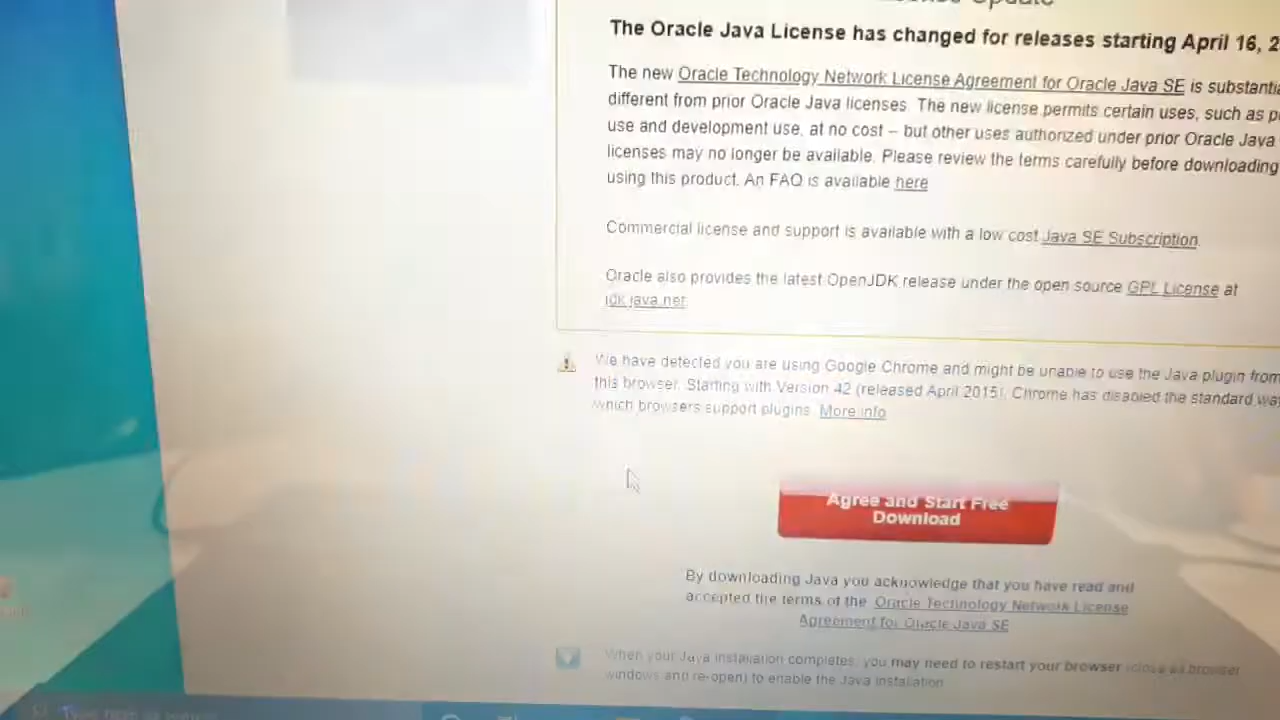 Update
The Oracle Java License has changed for releases starting April 16, 2
The new Oracle Technology Network License Agreement for Oracle Java SE is substantia
different from prior Oracle Java licenses. The new license permits certain uses, such as p
use and development use, at no cost – but other uses authorized under prior Oracle Java
licenses may no longer be available. Please review the terms carefully before downloading
using this product. An FAQ is available here
Commercial license and support is available with a low cost Java SE Subscription.
Oracle also provides the latest OpenJDK release under the open source GPL License at
jdk.java.net
We have detected you are using Google Chrome and might be unable to use the Java plugin from
this browser. Starting with Version 42 (released April 2015), Chrome has disabled the standard way
which browsers support plugins. More info
Agree and Start Free
Download
By downloading Java you acknowledge that you have read and
accepted the terms of the Oracle Technology Network License
Agreement for Oracle Java SE
When your Java installation completes, you may need to restart your browser (close all browser
windows and re-open) to enable the Java installation